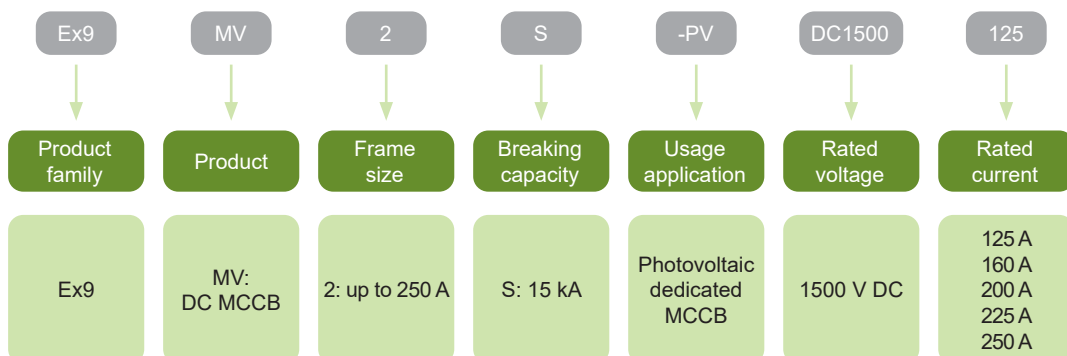 Ex9
MV
2
S
-PV
DC1500
125
Product
family
Product
Frame
size
Breaking
capacity
Usage
application
Rated
voltage
Rated
current
Ex9
MV:
DC MCCB
2: up to 250 A
S: 15 kA
Photovoltaic
dedicated
MCCB
1500 V DC
125 A
160 A
200 A
225 A
250 A